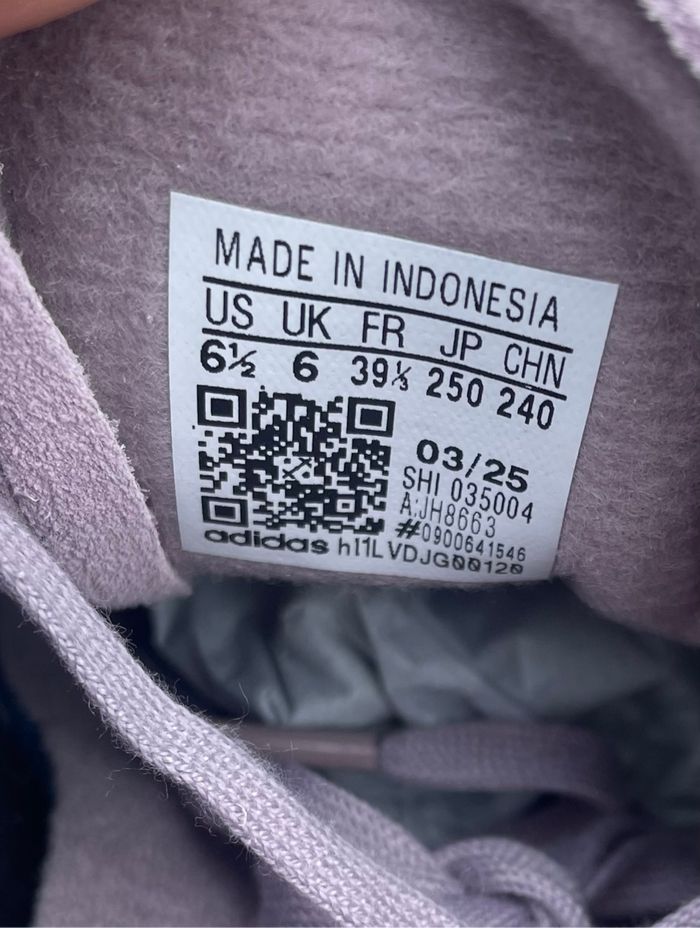 MADE IN INDONESIA
US UK FR JP CHN
6½ 6 39⅓ 250 240
03/25
SHI 035004
A:JH8663
#0900641546
adidas hI1LVDJG00120